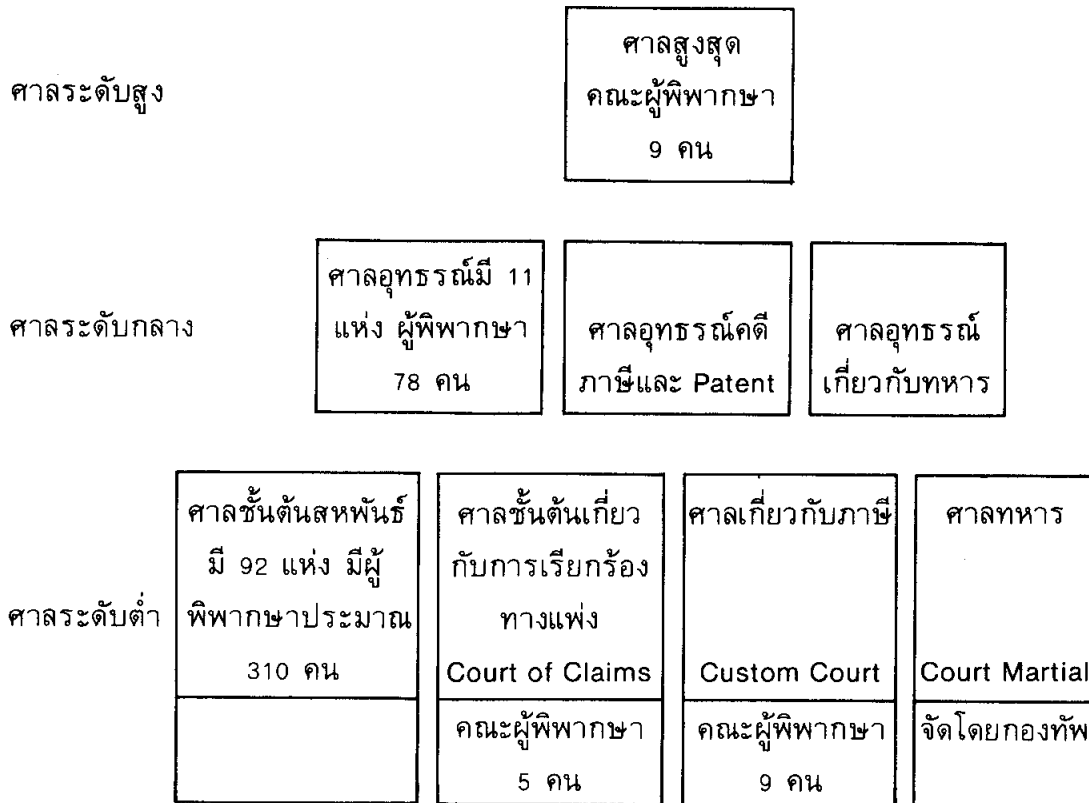 ศาลระดับสูง
ศาลสูงสุด
คณะผู้พิพากษา
9 คน
ศาลระดับกลาง
ศาลอุทธรณ์มี 11
แห่ง ผู้พิพากษา
78 คน
ศาลอุทธรณ์คดี
ภาษีและ Patent
ศาลอุทธรณ์
เกี่ยวกับทหาร
ศาลระดับต่ำ
ศาลชั้นต้นสหพันธ์
มี 92 แห่ง มีผู้
พิพากษาประมาณ
310 คน
ศาลชั้นต้นเกี่ยว
กับการเรียกร้อง
ทางแพ่ง
Court of Claims
คณะผู้พิพากษา
5 คน
ศาลเกี่ยวกับภาษี
Custom Court
คณะผู้พิพากษา
9 คน
ศาลทหาร
Court Martial
จัดโดยกองทัพ